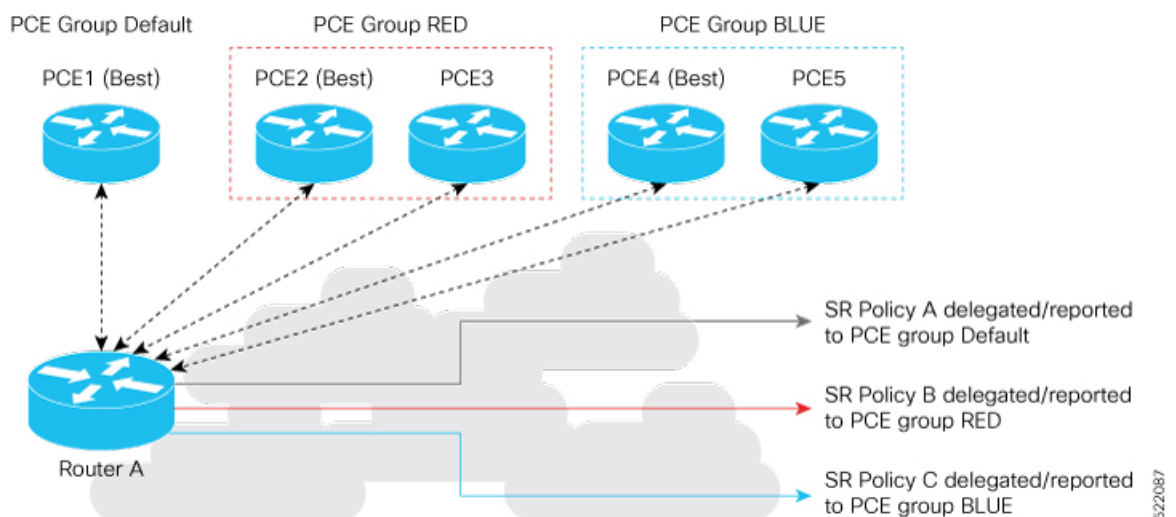 PCE Group Default
PCE Group RED
PCE Group BLUE
PCE1 (Best)
PCE2 (Best)
PCE3
PCE4 (Best)
PCE5
SR Policy A delegated/reported
to PCE group Default
SR Policy B delegated/reported
to PCE group RED
Router A
SR Policy C delegated/reported
to PCE group BLUE
522087